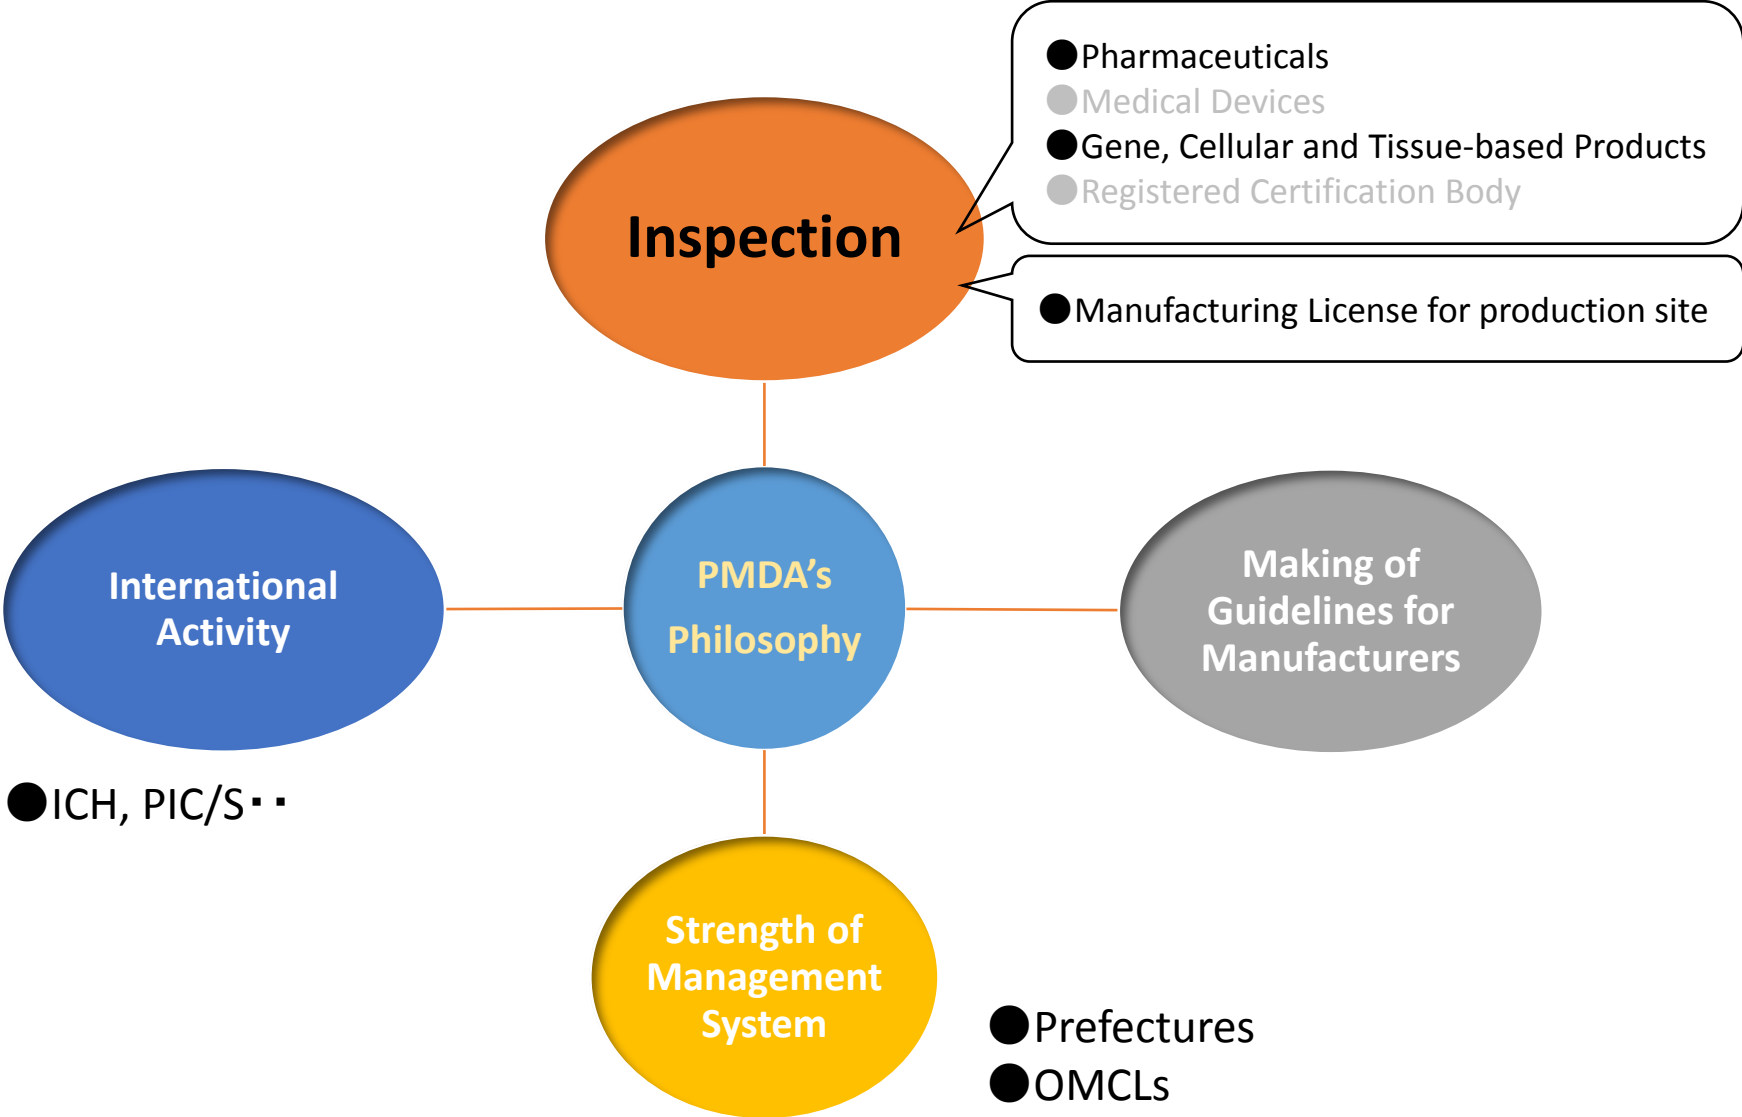 ●Pharmaceuticals
●Medical Devices
●Gene, Cellular and Tissue-based Products
●Registered Certification Body
Inspection
●Manufacturing License for production site
International
Activity
PMDA’s
Philosophy
Making of
Guidelines for
Manufacturers
●ICH, PIC/S・・
Strength of
Management
System
●Prefectures
●OMCLs